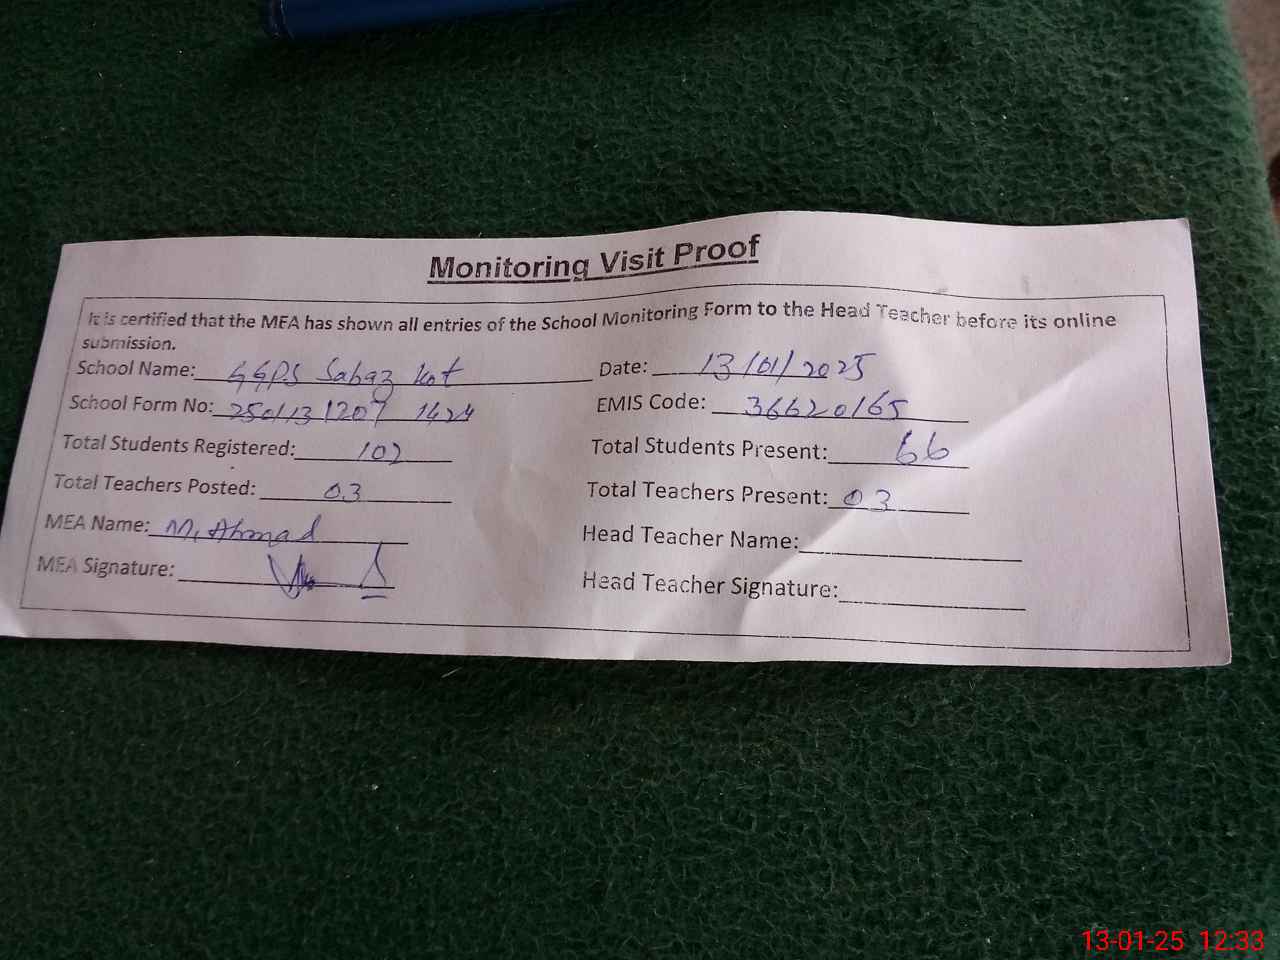 Monitoring Visit Proof
It is certified that the MEA has shown all entries of the School Monitoring Form to the Head Teacher before its online
submission.
School Name: GGPS Sabaz Kot Date: 13/01/2025
School Form No: 250113 1207 1424 EMIS Code: 36620165
Total Students Registered: 102 Total Students Present: 66
Total Teachers Posted: 03 Total Teachers Present: 03
MEA Name: M. Ahmad Head Teacher Name:
MEA Signature: Head Teacher Signature:
13-01-25 12:33